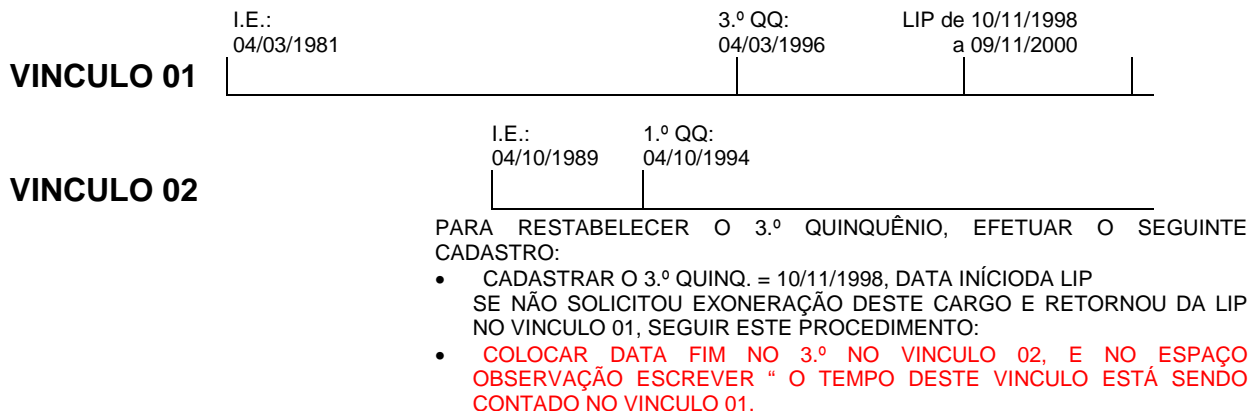 I.E.: 3.º QQ: LIP de 10/11/1998
04/03/1981 04/03/1996 a 09/11/2000
VINCULO 01
I.E.: 1.º QQ:
04/10/1989 04/10/1994
VINCULO 02
PARA RESTABELECER O 3.º QUINQUÊNIO, EFETUAR O SEGUINTE
CADASTRO:
• CADASTRAR O 3.º QUINQ. = 10/11/1998, DATA INÍCIODA LIP
SE NÃO SOLICITOU EXONERAÇÃO DESTE CARGO E RETORNOU DA LIP
NO VINCULO 01, SEGUIR ESTE PROCEDIMENTO:
• COLOCAR DATA FIM NO 3.º NO VINCULO 02, E NO ESPAÇO
OBSERVAÇÃO ESCREVER “ O TEMPO DESTE VINCULO ESTÁ SENDO
CONTADO NO VINCULO 01.